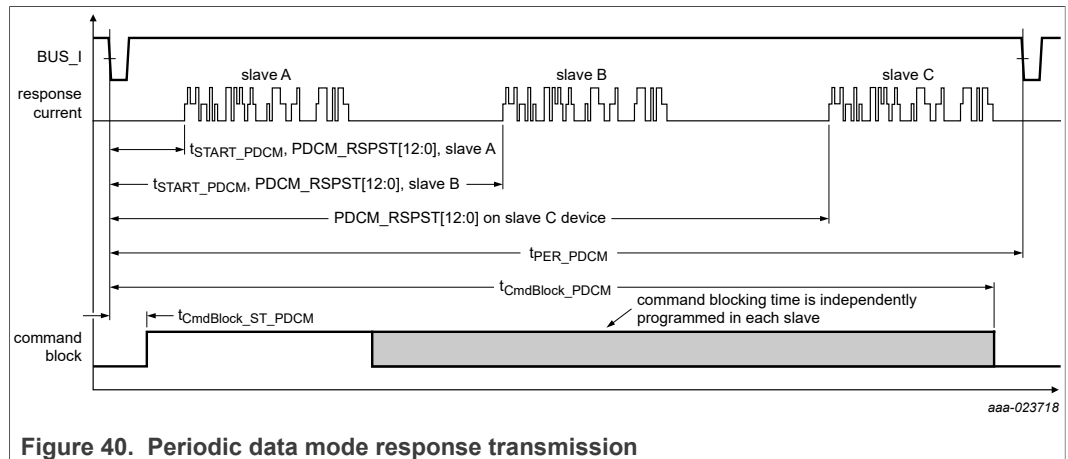 BUS_I
slave A
slave B
slave C
response
current
tSTART_PDCM, PDCM_RSPST[12:0], slave A
tSTART_PDCM, PDCM_RSPST[12:0], slave B
PDCM_RSPST[12:0] on slave C device
tPER_PDCM
tCmdBlock_PDCM
command blocking time is independently
programmed in each slave
tCmdBlock_ST_PDCM
command
block
aaa-023718
Figure 40. Periodic data mode response transmission